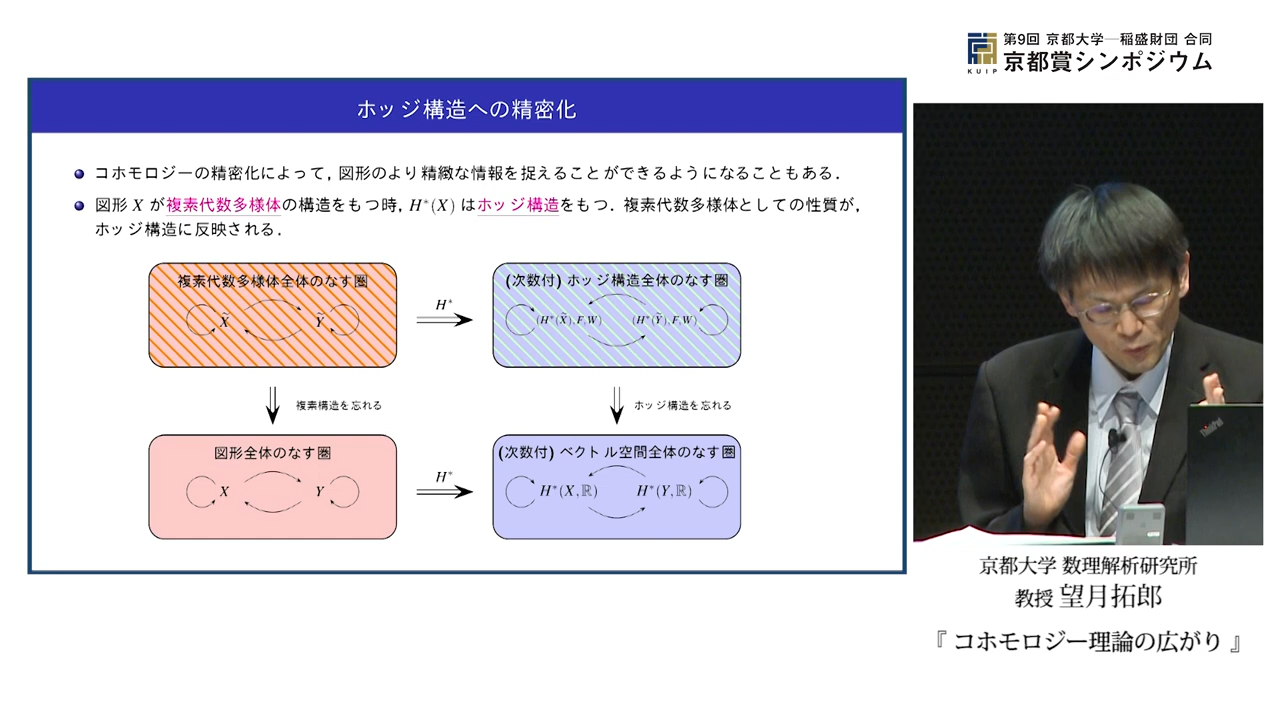 第9回 京都大学―稲盛財団 合同
京都賞シンポジウム
KUIP
ホッジ構造への精密化
コホモロジーの精密化によって, 図形のより精緻な情報を捉えることができるようになることもある.
図形 X が複素代数多様体の構造をもつ時, H*(X) はホッジ構造をもつ. 複素代数多様体としての性質が,
ホッジ構造に反映される.
複素代数多様体全体のなす圏
X̃ Ỹ
H*
(次数付) ホッジ構造全体のなす圏
(H*(X̃),F,W) (H*(Ỹ),F,W)
複素構造を忘れる
ホッジ構造を忘れる
図形全体のなす圏
X Y
H*
(次数付) ベクトル空間全体のなす圏
H*(X,ℝ) H*(Y,ℝ)
ThinkPad
京都大学 数理解析研究所
教授 望月拓郎
『 コホモロジー理論の広がり 』